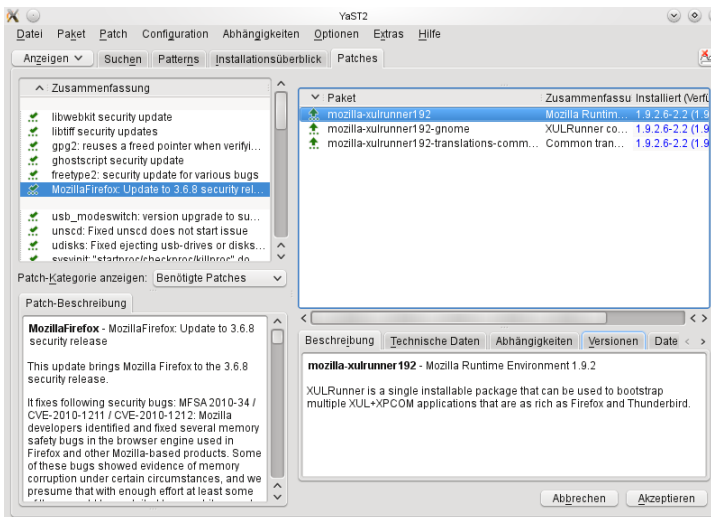 YaST2
Datei Paket Patch Configuration Abhängigkeiten Optionen Extras Hilfe
Anzeigen Suchen Patterns Installationsüberblick Patches
Zusammenfassung
libwebkit security update
libtiff security updates
gpg2: reuses a freed pointer when verifyi...
ghostscript security update
freetype2: security update for various bugs
MozillaFirefox: Update to 3.6.8 security rel...
usb_modeswitch: version upgrade to su...
unscd: Fixed unscd does not start issue
udisks: Fixed ejecting usb-drives or disks...
sysvinit: "startproc/checkproc/killproc" do
Patch-Kategorie anzeigen: Benötigte Patches
Patch-Beschreibung
MozillaFirefox - MozillaFirefox: Update to 3.6.8
security release
This update brings Mozilla Firefox to the 3.6.8
security release.
It fixes following security bugs: MFSA 2010-34 /
CVE-2010-1211 / CVE-2010-1212: Mozilla
developers identified and fixed several memory
safety bugs in the browser engine used in
Firefox and other Mozilla-based products. Some
of these bugs showed evidence of memory
corruption under certain circumstances, and we
presume that with enough effort at least some
Paket Zusammenfassu Installiert (Verfü
mozilla-xulrunner192 Mozilla Runtim... 1.9.2.6-2.2 (1.9
mozilla-xulrunner192-gnome XULRunner co... 1.9.2.6-2.2 (1.9
mozilla-xulrunner192-translations-comm... Common tran... 1.9.2.6-2.2 (1.9
Beschreibung Technische Daten Abhängigkeiten Versionen Date
mozilla-xulrunner192 - Mozilla Runtime Environment 1.9.2
XULRunner is a single installable package that can be used to bootstrap
multiple XUL+XPCOM applications that are as rich as Firefox and Thunderbird.
Abbrechen Akzeptieren